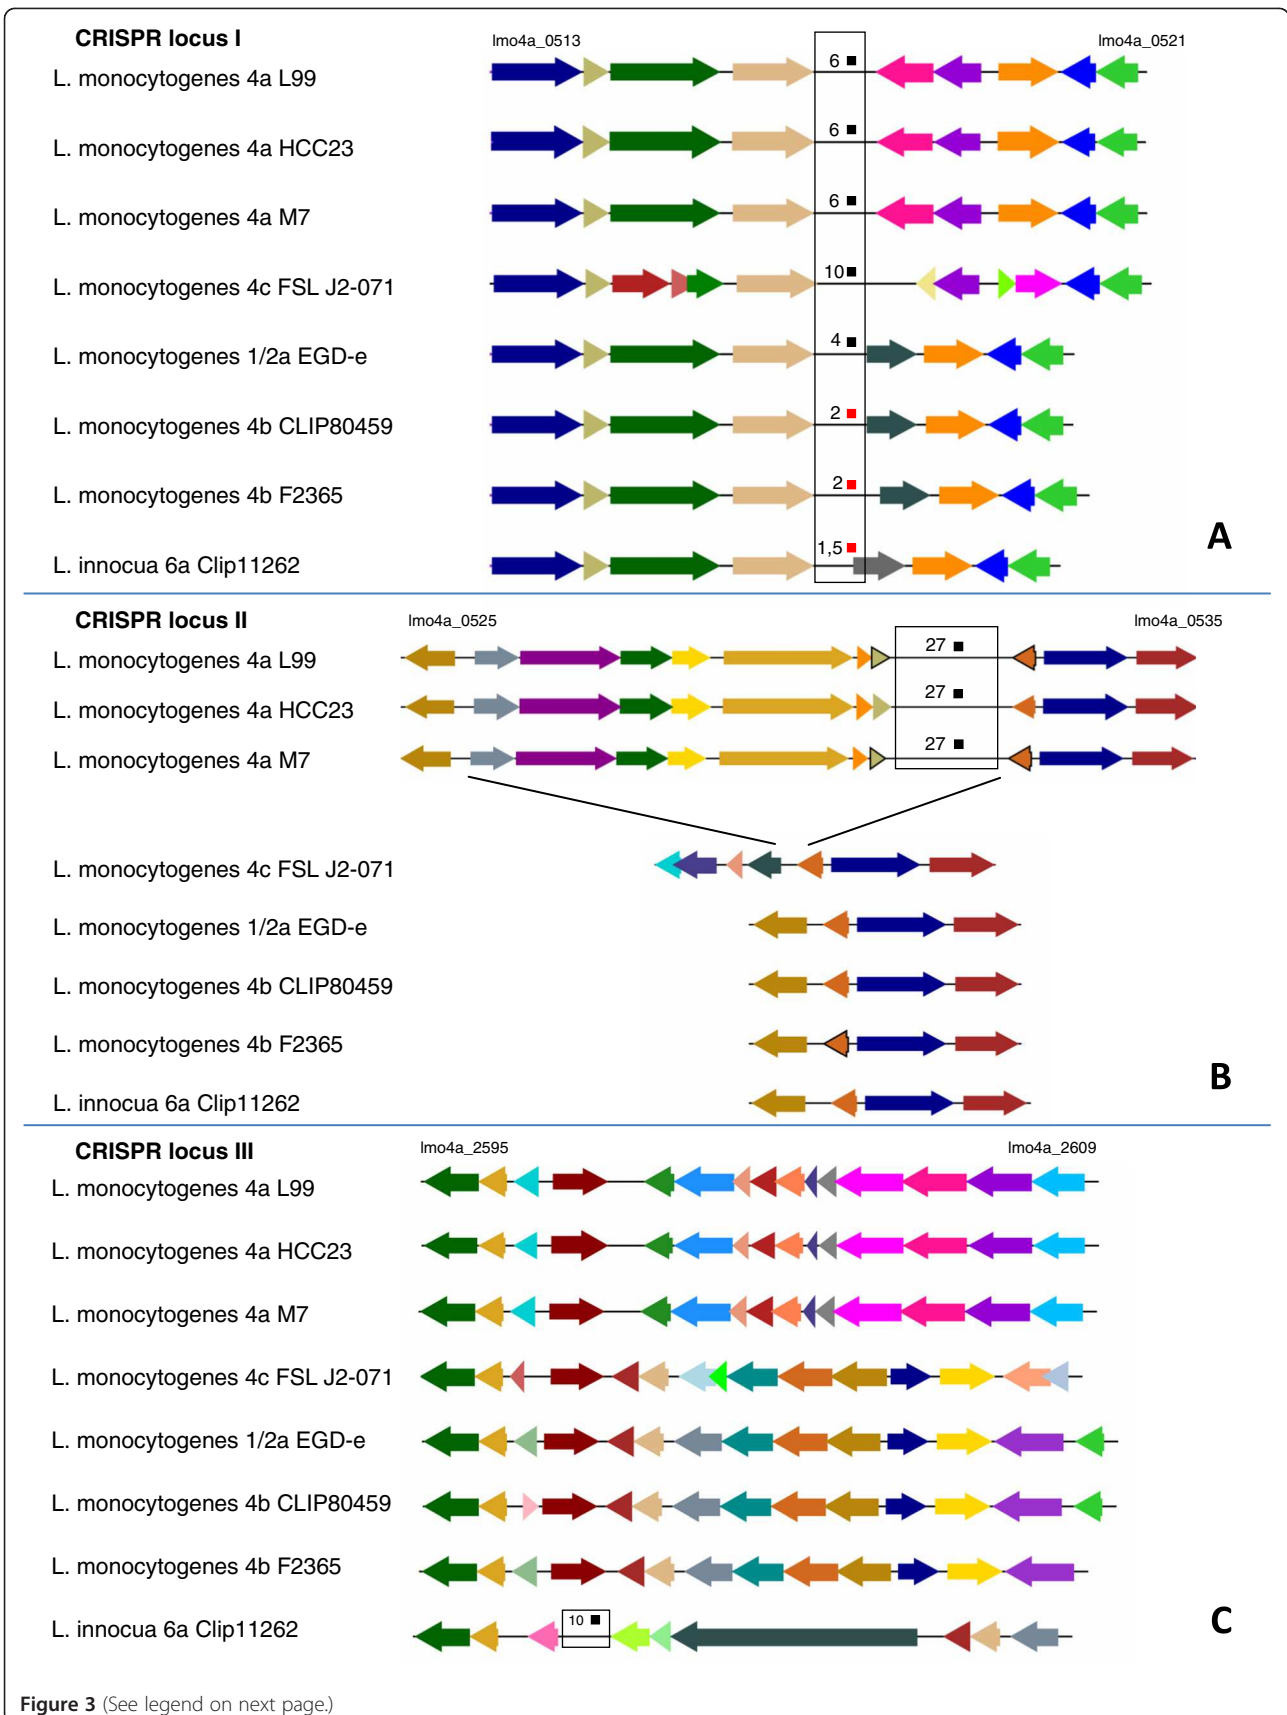 CRISPR locus I
lmo4a_0513
lmo4a_0521
L. monocytogenes 4a L99
6
L. monocytogenes 4a HCC23
6
L. monocytogenes 4a M7
6
L. monocytogenes 4c FSL J2-071
10
L. monocytogenes 1/2a EGD-e
4
L. monocytogenes 4b CLIP80459
2
L. monocytogenes 4b F2365
2
A
L. innocua 6a Clip11262
1,5
CRISPR locus II
lmo4a_0525
lmo4a_0535
L. monocytogenes 4a L99
27
L. monocytogenes 4a HCC23
27
L. monocytogenes 4a M7
27
L. monocytogenes 4c FSL J2-071
L. monocytogenes 1/2a EGD-e
L. monocytogenes 4b CLIP80459
L. monocytogenes 4b F2365
B
L. innocua 6a Clip11262
CRISPR locus III
lmo4a_2595
lmo4a_2609
L. monocytogenes 4a L99
L. monocytogenes 4a HCC23
L. monocytogenes 4a M7
L. monocytogenes 4c FSL J2-071
L. monocytogenes 1/2a EGD-e
L. monocytogenes 4b CLIP80459
L. monocytogenes 4b F2365
L. innocua 6a Clip11262
10
C
Figure 3 (See legend on next page.)